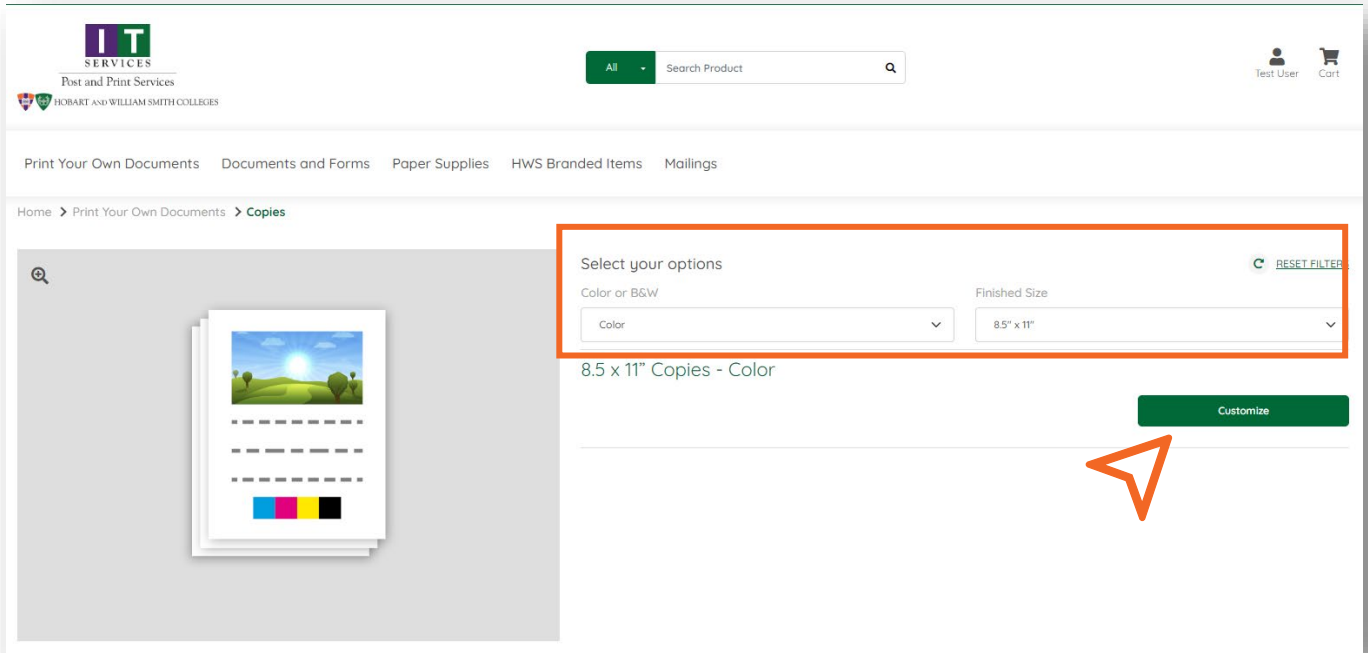 I T
SERVICES
Post and Print Services
HOBART AND WILLIAM SMITH COLLEGES
All
Search Product
Test User
Cart
Print Your Own Documents Documents and Forms Paper Supplies HWS Branded Items Mailings
Home > Print Your Own Documents > Copies
Select your options
RESET FILTERS
Color or B&W
Finished Size
Color
8.5" x 11"
8.5 x 11” Copies - Color
Customize